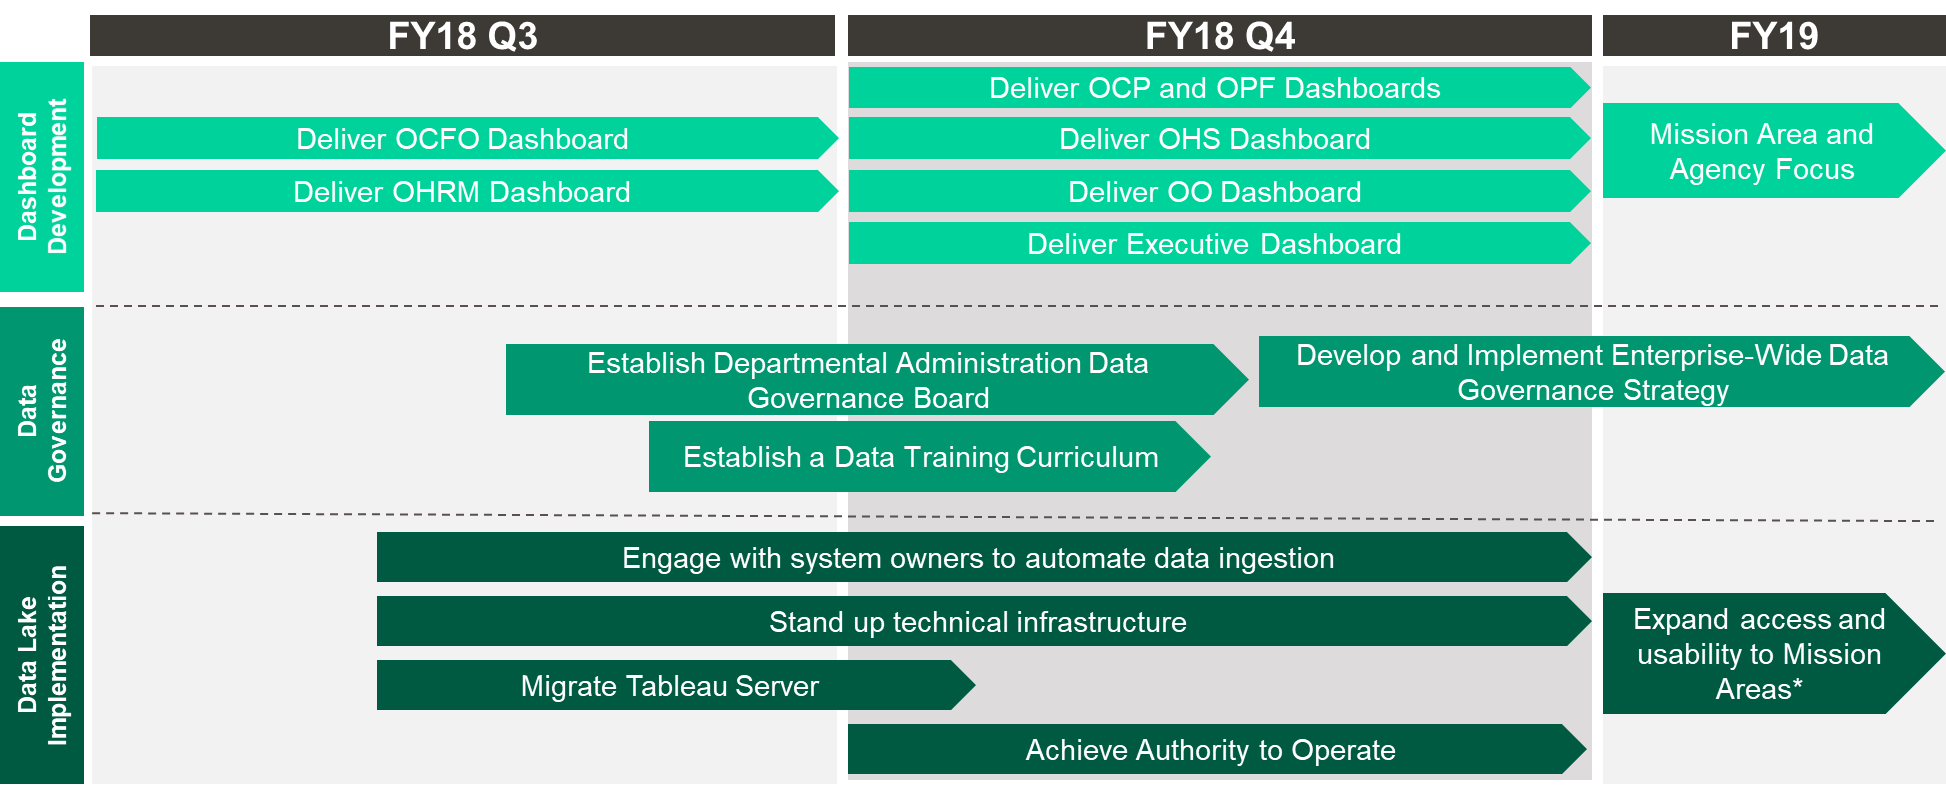 FY18 Q3
FY18 Q4
FY19
Dashboard
Development
Deliver OCFO Dashboard
Deliver OHRM Dashboard
Deliver OCP and OPF Dashboards
Deliver OHS Dashboard
Deliver OO Dashboard
Deliver Executive Dashboard
Mission Area and
Agency Focus
Data
Governance
Establish Departmental Administration Data
Governance Board
Develop and Implement Enterprise-Wide Data
Governance Strategy
Establish a Data Training Curriculum
Data Lake
Implementation
Engage with system owners to automate data ingestion
Stand up technical infrastructure
Migrate Tableau Server
Achieve Authority to Operate
Expand access and
usability to Mission
Areas*